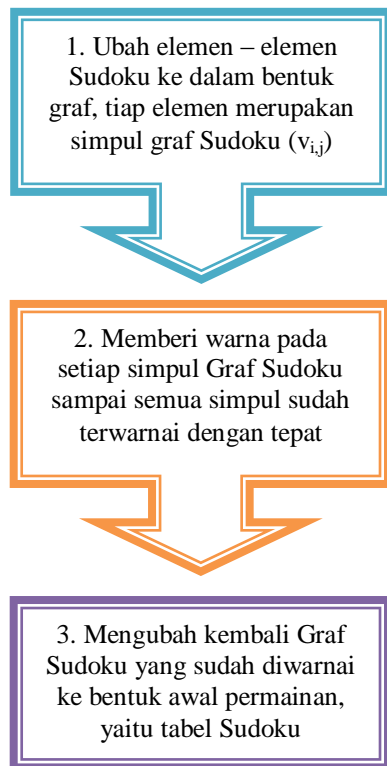 1. Ubah elemen – elemen
Sudoku ke dalam bentuk
graf, tiap elemen merupakan
simpul graf Sudoku (vi,j)
2. Memberi warna pada
setiap simpul Graf Sudoku
sampai semua simpul sudah
terwarnai dengan tepat
3. Mengubah kembali Graf
Sudoku yang sudah diwarnai
ke bentuk awal permainan,
yaitu tabel Sudoku